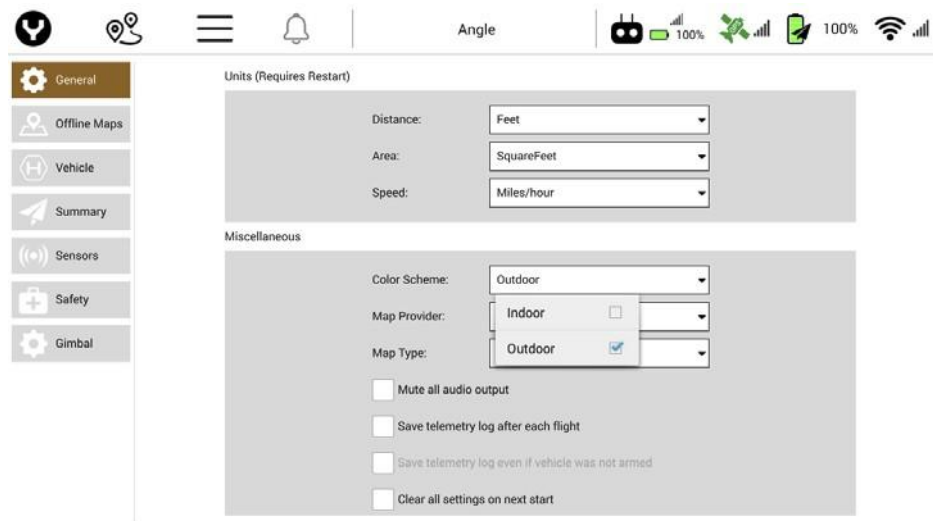 Angle
100%
100%
General
Offline Maps
Vehicle
Summary
Sensors
Safety
Gimbal
Units (Requires Restart)
Distance: Feet
Area: SquareFeet
Speed: Miles/hour
Miscellaneous
Color Scheme: Outdoor
Indoor
Map Provider:
Outdoor
Map Type:
Mute all audio output
Save telemetry log after each flight
Save telemetry log even if vehicle was not armed
Clear all settings on next start